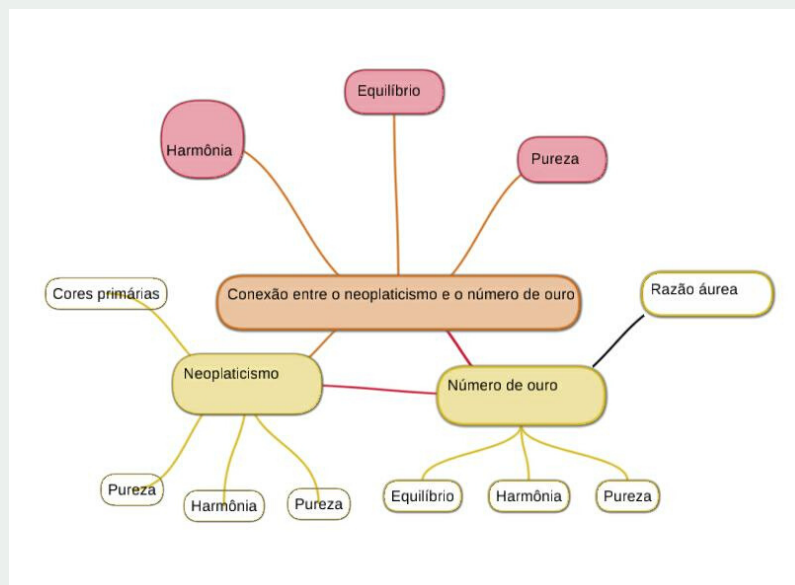 Equilíbrio
Harmônia
Pureza
Conexão entre o neoplaticismo e o número de ouro
Razão áurea
Cores primárias
Neoplaticismo
Número de ouro
Pureza
Harmônia
Pureza
Equilíbrio
Harmônia
Pureza